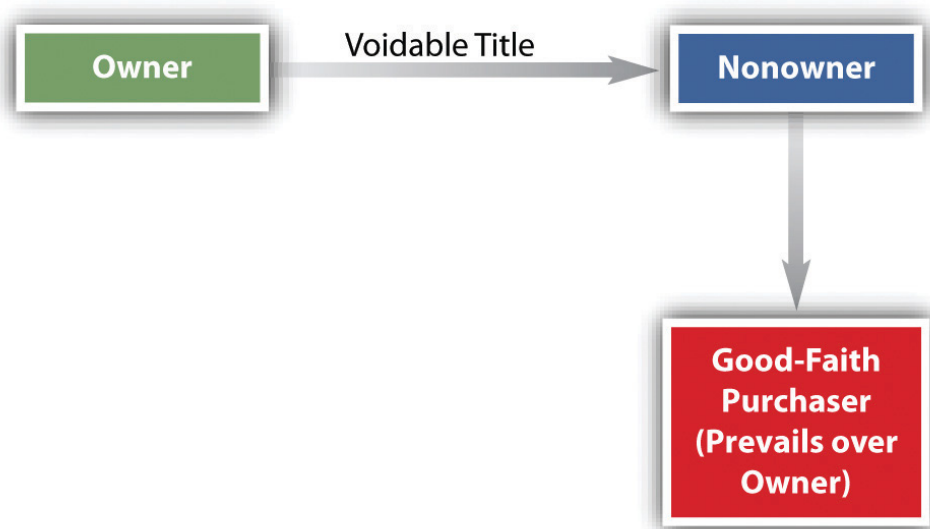 Owner
Voidable Title
Nonowner
Good-Faith
Purchaser
(Prevails over
Owner)